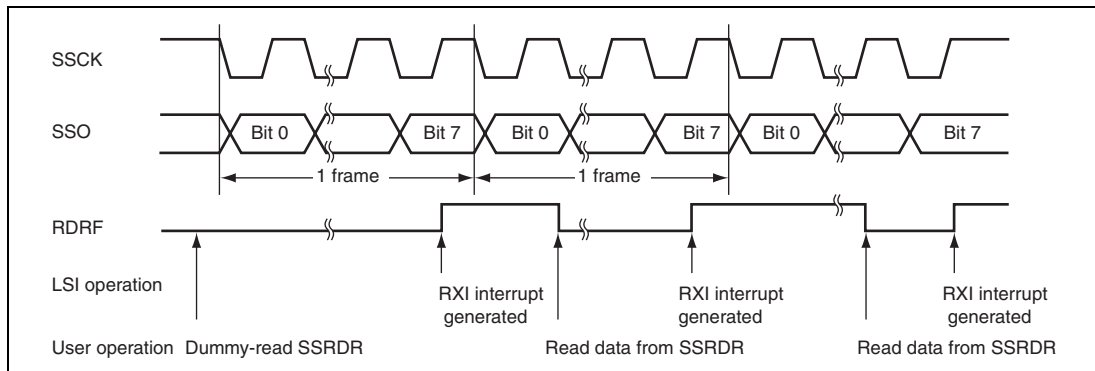 SSCK
SSO
Bit 0
Bit 7
Bit 0
Bit 7
Bit 0
Bit 7
1 frame
1 frame
RDRF
LSI operation
RXI interrupt
generated
RXI interrupt
generated
RXI interrupt
generated
User operation
Dummy-read SSRDR
Read data from SSRDR
Read data from SSRDR